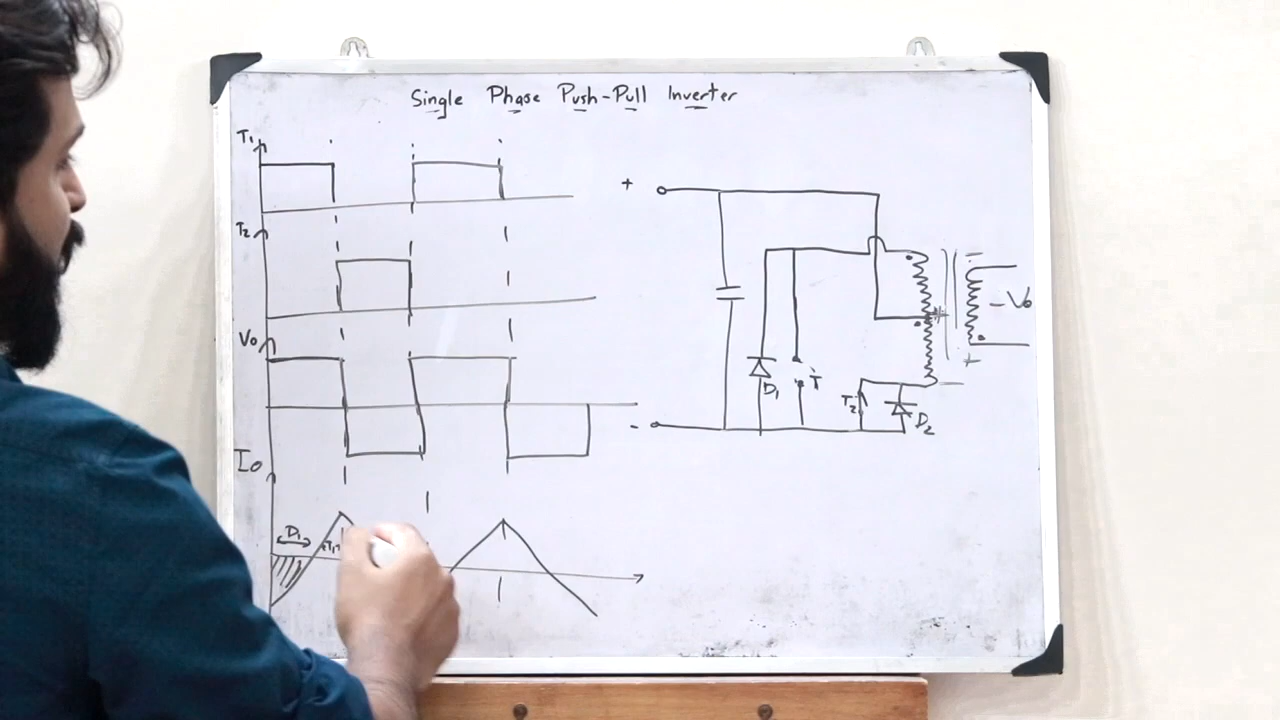 Single Phase Push-Pull Inverter
T1
T2
V0
I0
D1
T1
+
-
D1
T2
D2
-
- V0
+